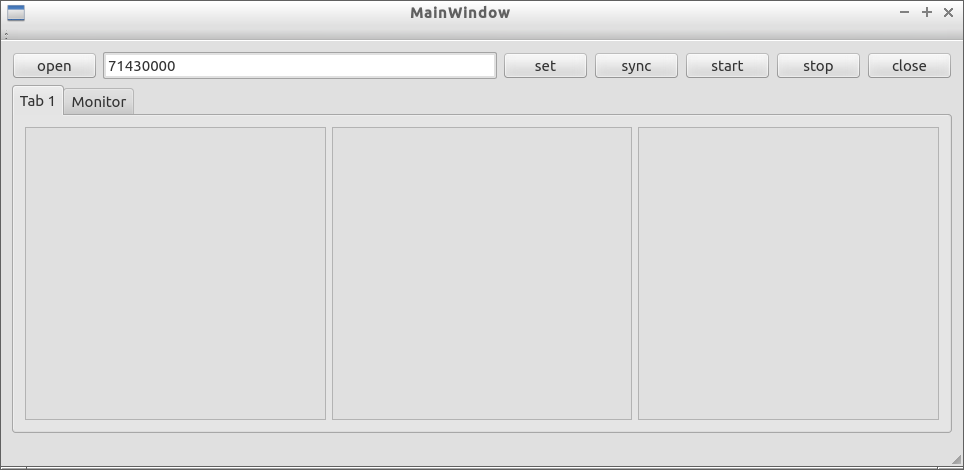 MainWindow
open 71430000 set sync start stop close
Tab 1 Monitor